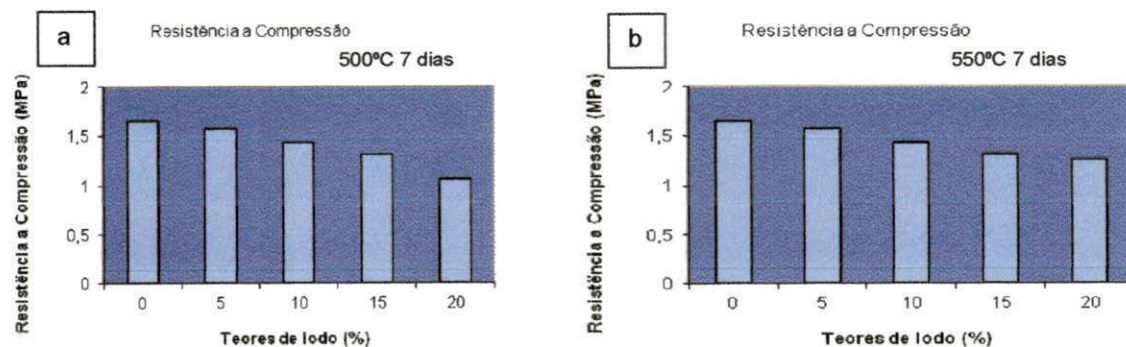 a
Resistência a Compressão
500ºC 7 dias
Resistência a Compressão (MPa)
2
1,5
1
0,5
0
0 5 10 15 20
Teores de lodo (%)
b
Resistência a Compressão
550ºC 7 dias
Resistência a Compressão (MPa)
2
1,5
1
0,5
0
0 5 10 15 20
Teores de lodo (%)